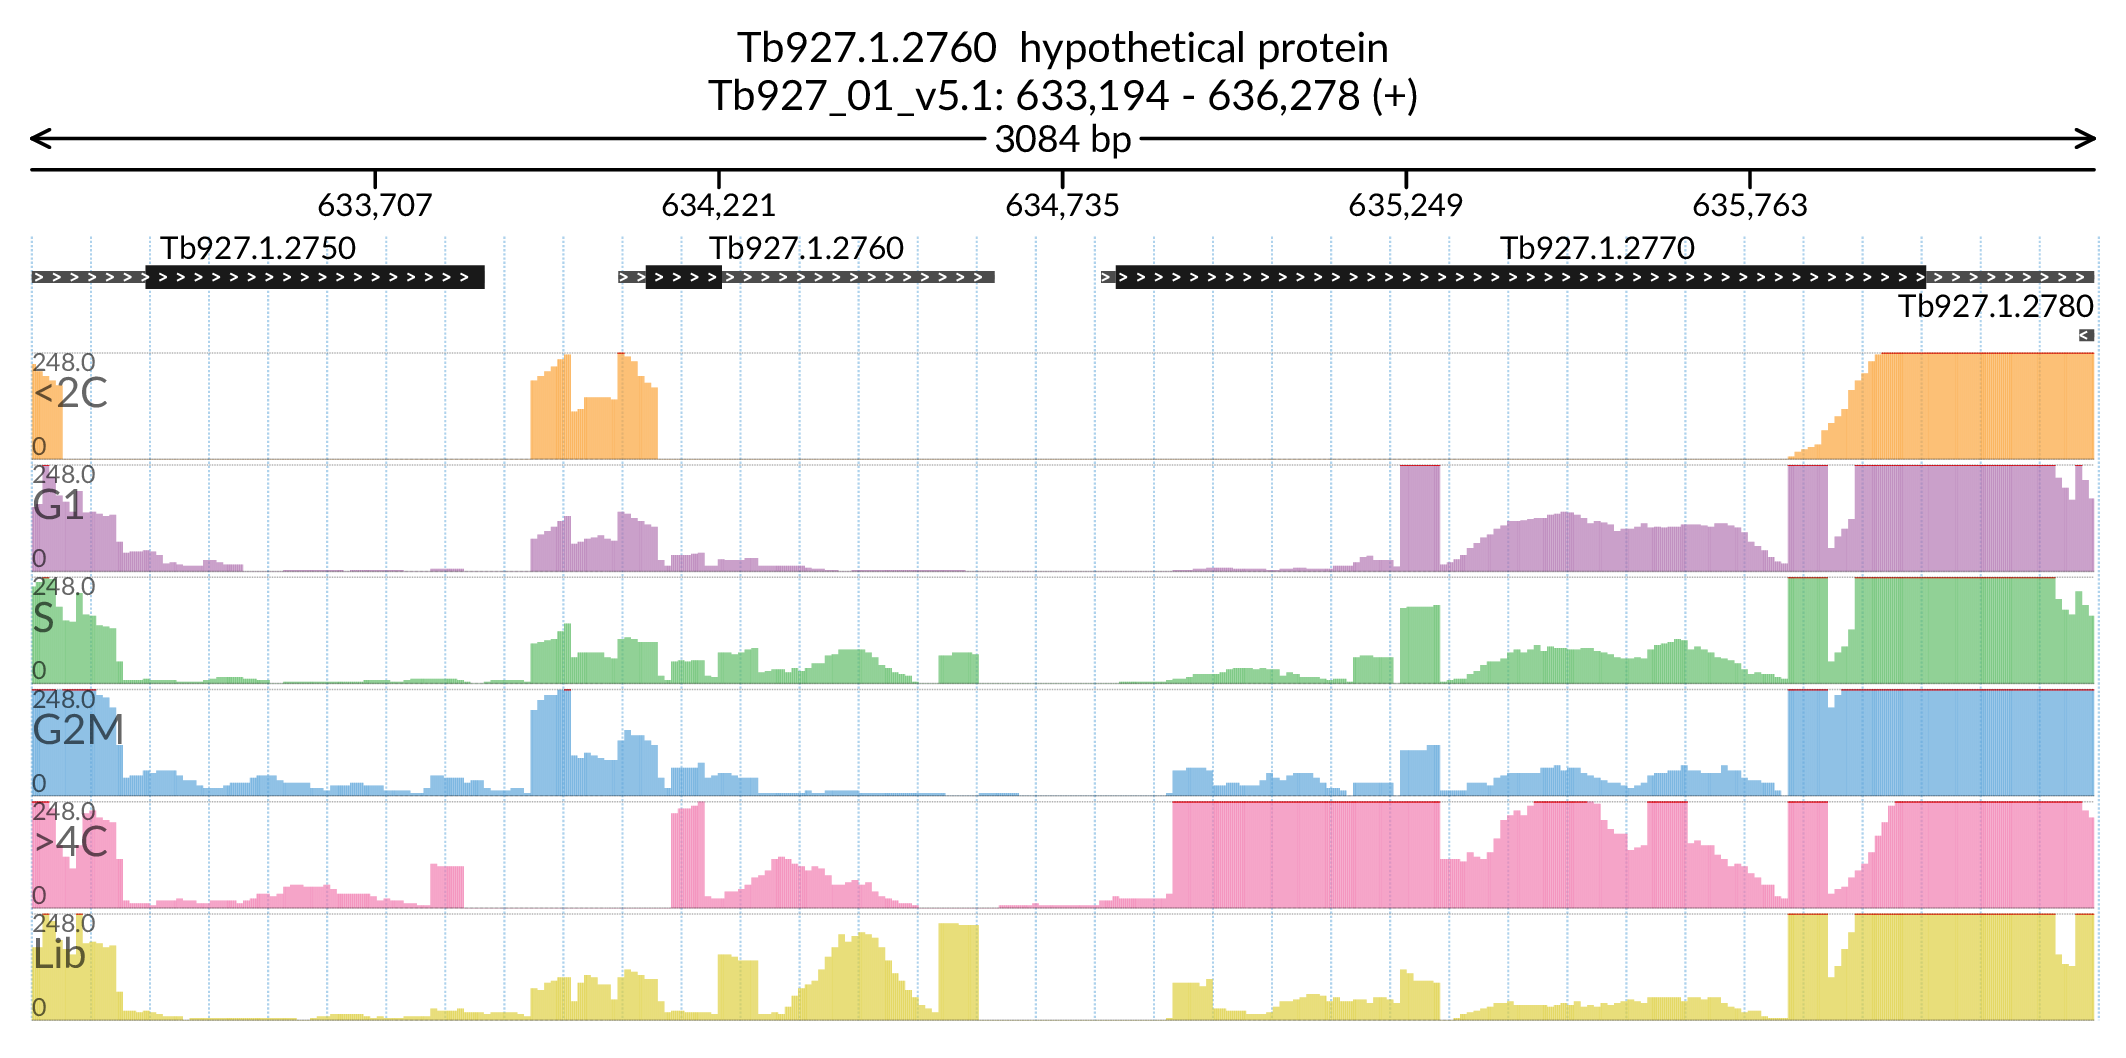 Tb927.1.2760 hypothetical protein
Tb927_01_v5.1: 633,194 - 636,278 (+)
3084 bp
633,707 634,221 634,735 635,249 635,763
Tb927.1.2750 Tb927.1.2760 Tb927.1.2770
Tb927.1.2780
248.0
<2C
0
248.0
G1
0
248.0
S
0
248.0
G2M
0
248.0
>4C
0
248.0
Lib
0